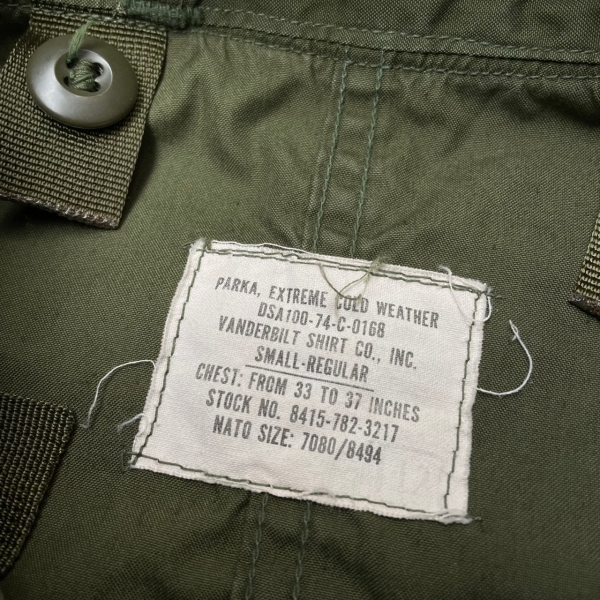 PARKA, EXTREME COLD WEATHER
DSA100-74-C-0168
VANDERBILT SHIRT CO., INC.
SMALL-REGULAR
CHEST: FROM 33 TO 37 INCHES
STOCK NO. 8415-782-3217
NATO SIZE: 7080/8494